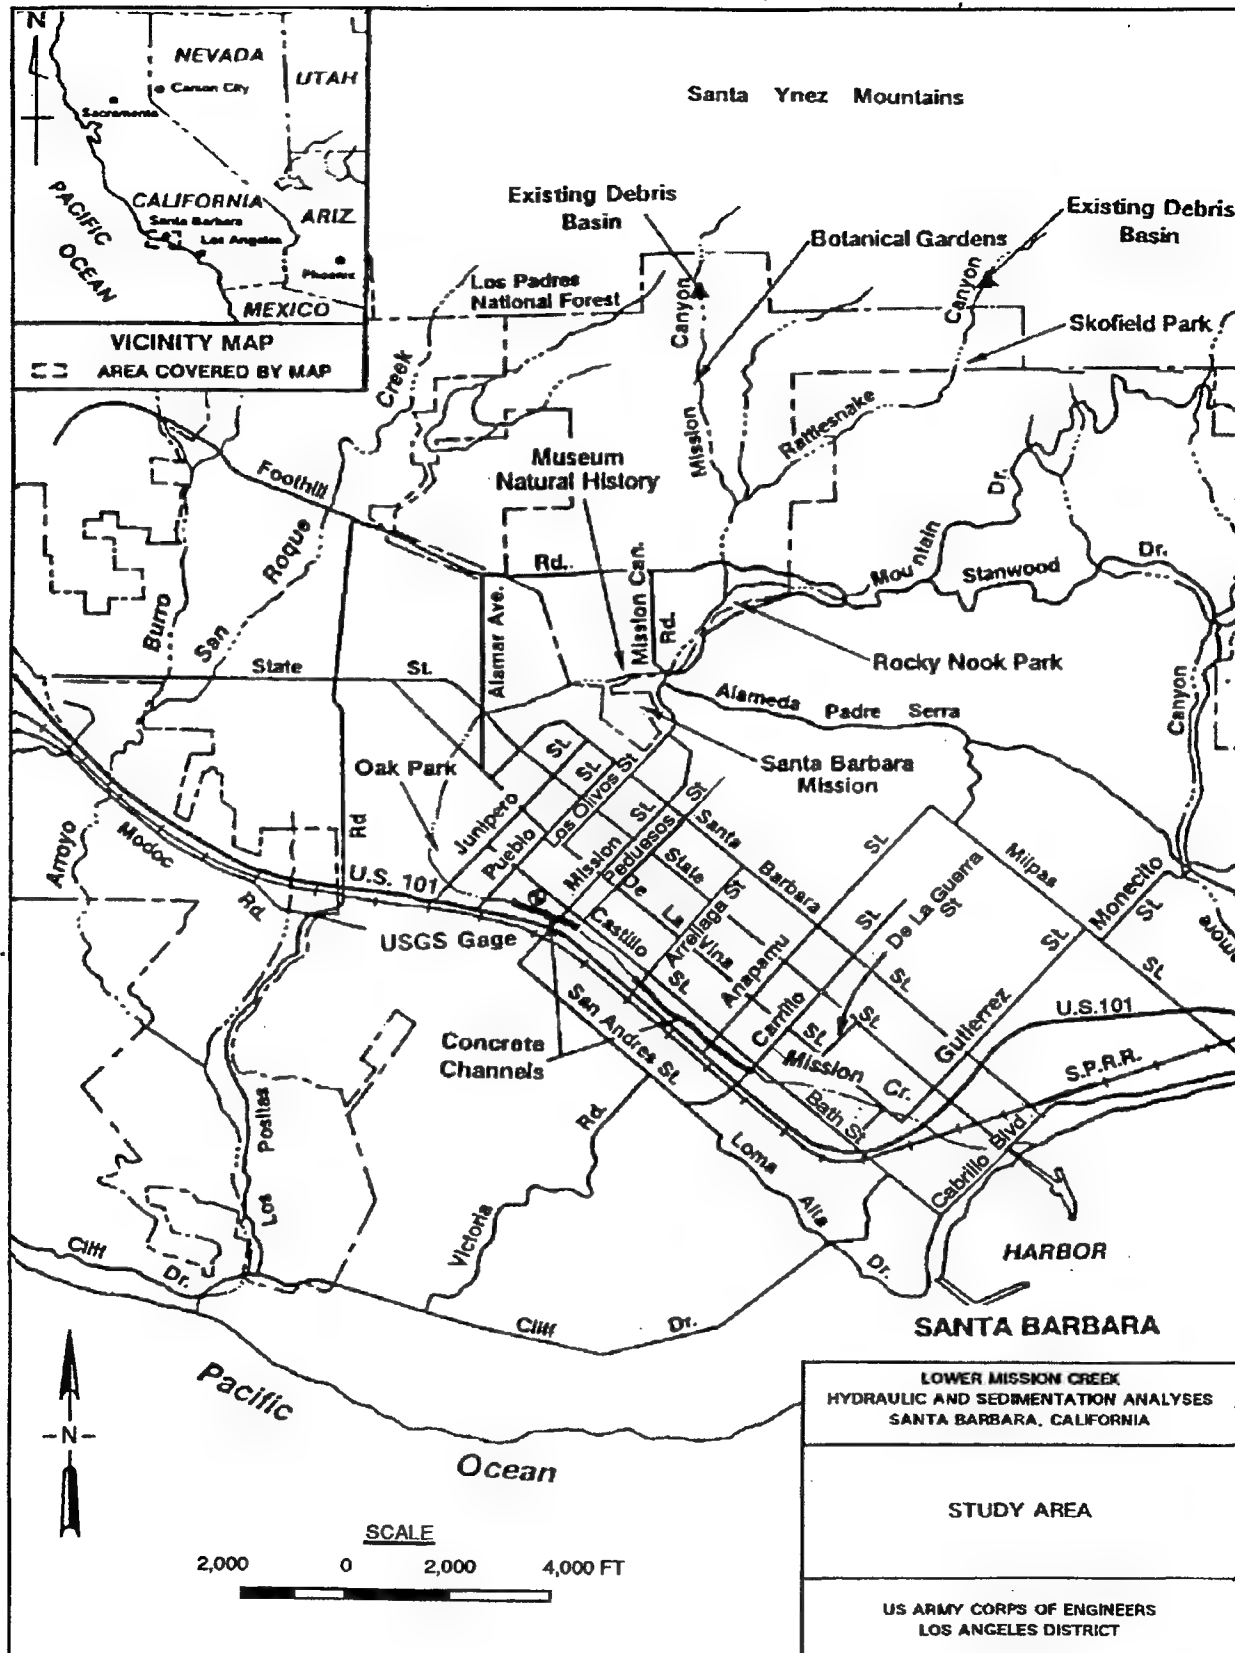 N
NEVADA
UTAH
Carson City
Sacramento
CALIFORNIA
Santa Barbara
Los Angeles
ARIZ.
Phoenix
MEXICO
PACIFIC
OCEAN
VICINITY MAP
AREA COVERED BY MAP
Santa Ynez Mountains
Existing Debris
Basin
Existing Debris
Basin
Botanical Gardens
Los Padres
National Forest
Skofield Park
Canyon
Mission
Canyon
Rattlesnake
Creek
Roque
San
Foothill
Rd.
Museum
Natural History
Mission Can.
Rd.
Alamar Ave.
Mountain
Dr.
Stanwood
Dr.
Burro
Arroyo
State
St.
Rocky Nook Park
Alameda Padre Serra
Canyon
Santa Barbara
Mission
Oak Park
Junipero
St.
Pueblo
St.
Los Olivos St
Mission
St.
Peduesos
St
Santa
Barbara
St.
State
St.
De
La
Vina
Arrellaga St
Anapamu
St.
Castillo
St.
Carrillo
St.
De La Guerra
St
Milpas
St.
Monecito
St.
Gutierrez
St.
Modoc
Rd.
Rd
U.S. 101
USGS Gage
U.S.101
S.P.R.R.
San Andres St.
Concrete
Channels
Mission
Cr.
Bath St
Cabrillo Blvd
Loma
Alta
Dr.
Victoria
Rd.
Los
Positas
Cliff
Dr.
Cliff
Dr.
HARBOR
SANTA BARBARA
Pacific
Ocean
N
SCALE
2,000 0 2,000 4,000 FT
LOWER MISSION CREEK
HYDRAULIC AND SEDIMENTATION ANALYSES
SANTA BARBARA, CALIFORNIA
STUDY AREA
US ARMY CORPS OF ENGINEERS
LOS ANGELES DISTRICT